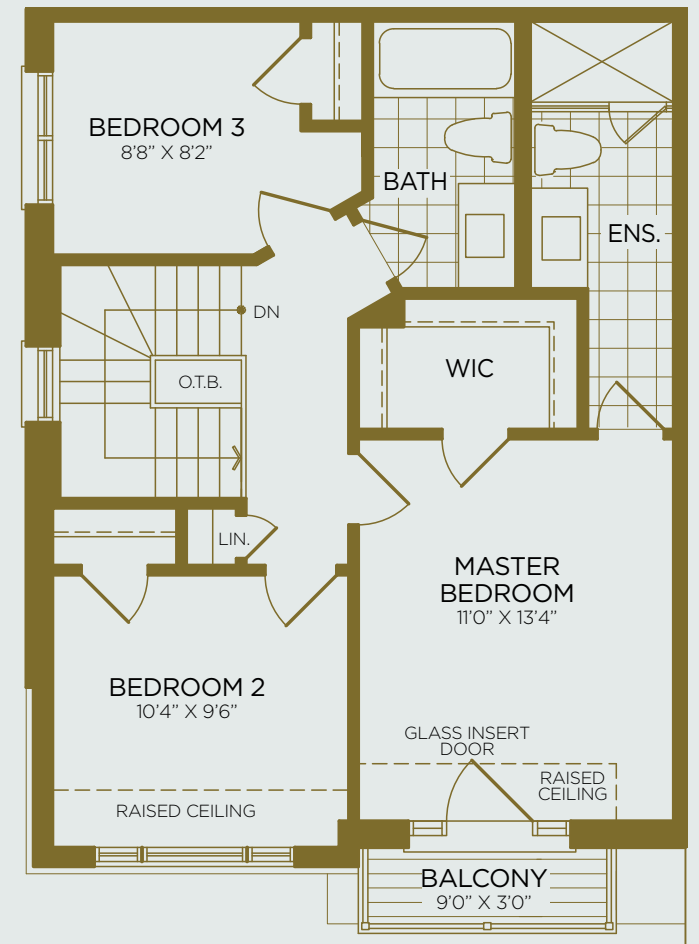 BEDROOM 3
8'8" X 8'2"
BATH
ENS.
DN
O.T.B.
WIC
LIN.
MASTER
BEDROOM
11'0" X 13'4"
BEDROOM 2
10'4" X 9'6"
GLASS INSERT
DOOR
RAISED
CEILING
RAISED CEILING
BALCONY
9'0" X 3'0"